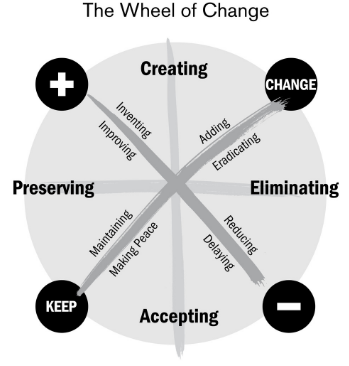 The Wheel of Change
+
Creating
CHANGE
Inventing
Improving
Adding
Eradicating
Preserving
Eliminating
Maintaining
Making Peace
Reducing
Delaying
KEEP
Accepting
−